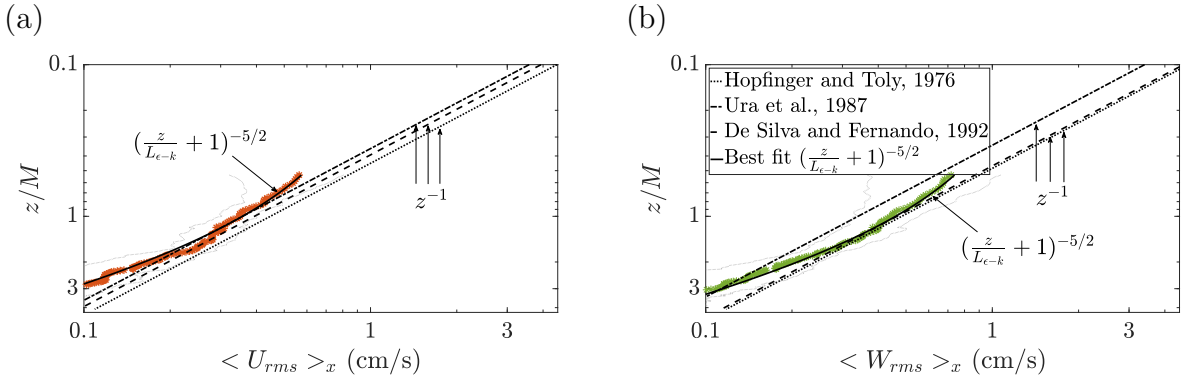 (a)
0.1
1
3
z/M
(z/L_{ϵ−k} + 1)^{−5/2}
z^{−1}
0.1 1 3
< U_{rms} >_x (cm/s)
(b)
0.1
1
3
z/M
Hopfinger and Toly, 1976
Ura et al., 1987
De Silva and Fernando, 1992
Best fit (z/L_{ϵ−k} + 1)^{−5/2}
z^{−1}
(z/L_{ϵ−k} + 1)^{−5/2}
0.1 1 3
< W_{rms} >_x (cm/s)